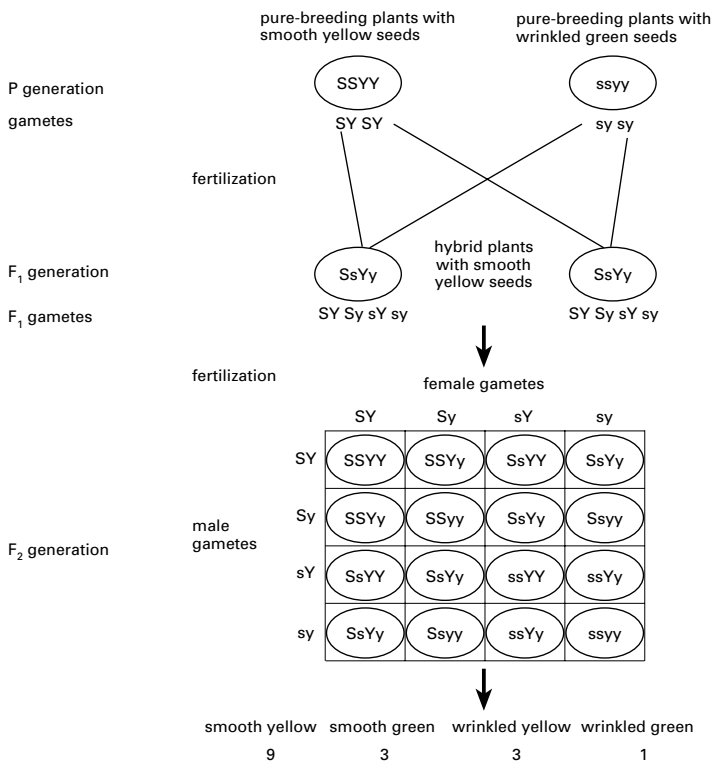 pure-breeding plants with
smooth yellow seeds
pure-breeding plants with
wrinkled green seeds
P generation
SSYY
ssyy
gametes
SY SY
sy sy
fertilization
hybrid plants
with smooth
yellow seeds
F1 generation
SsYy
SsYy
F1 gametes
SY Sy sY sy
SY Sy sY sy
fertilization
female gametes
SY Sy sY sy
SY SSYY SSYy SsYY SsYy
Sy SSYy SSyy SsYy Ssyy
male
gametes
F2 generation
sY SsYY SsYy ssYY ssYy
sy SsYy Ssyy ssYy ssyy
smooth yellow smooth green wrinkled yellow wrinkled green
9 3 3 1